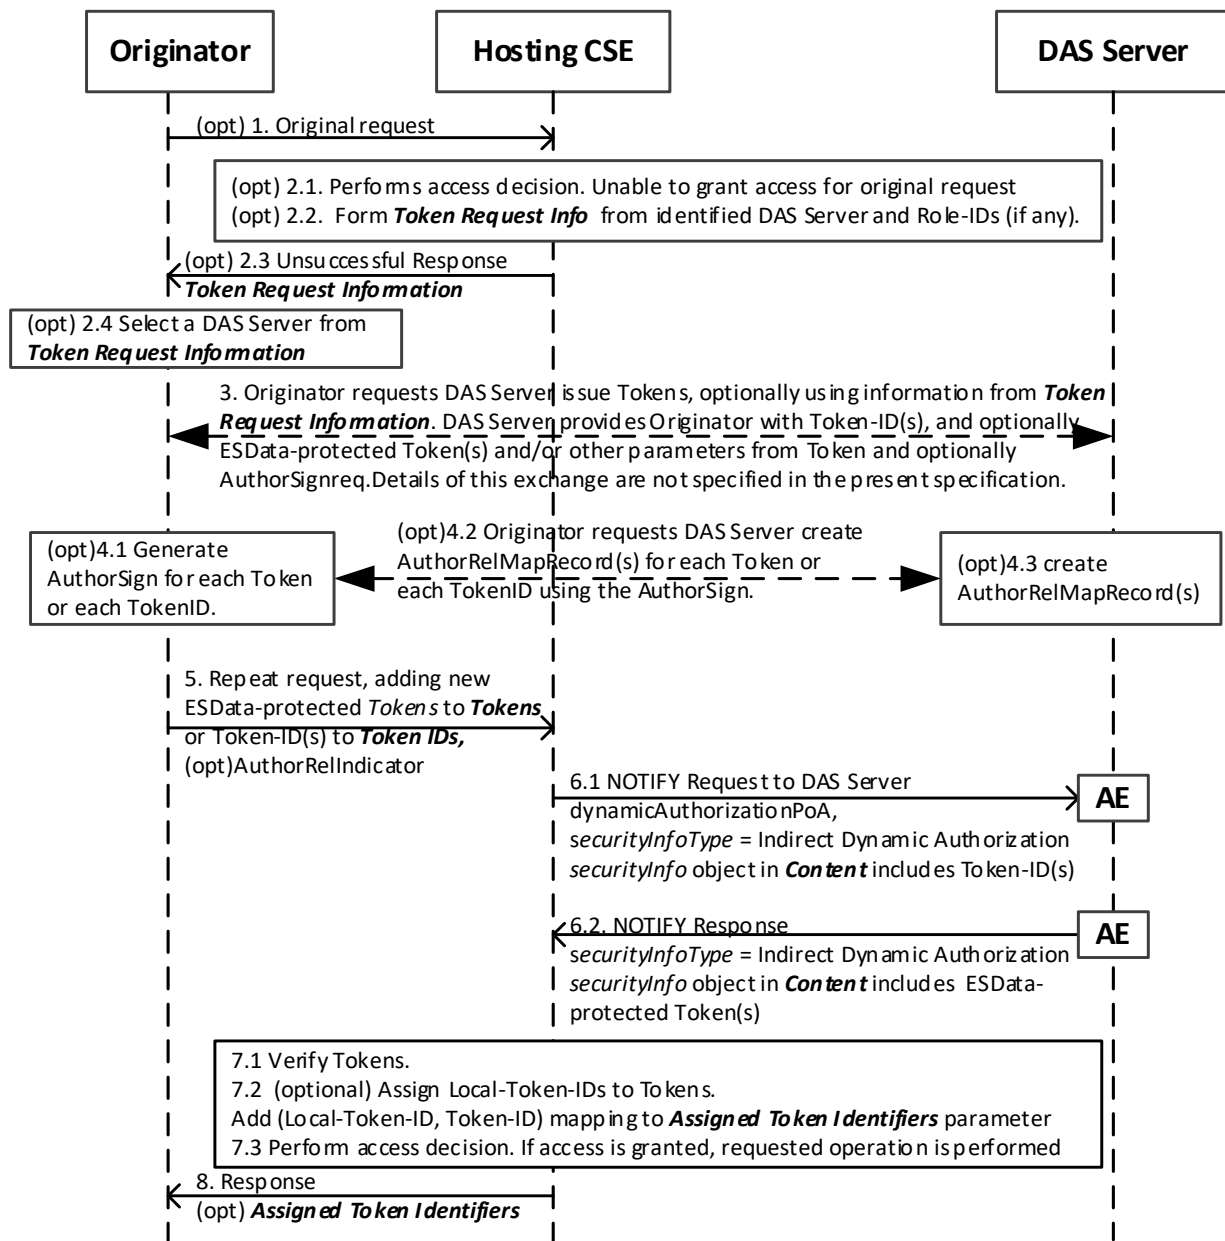 Originator
Hosting CSE
DAS Server
(opt) 1. Original request
(opt) 2.1. Performs access decision. Unable to grant access for original request
(opt) 2.2. Form Token Request Info from identified DAS Server and Role-IDs (if any).
(opt) 2.3 Unsuccessful Response
Token Request Information
(opt) 2.4 Select a DAS Server from
Token Request Information
3. Originator requests DAS Server issue Tokens, optionally using information from Token
Request Information. DAS Server provides Originator with Token-ID(s), and optionally
ESData-protected Token(s) and/or other parameters from Token and optionally
AuthorSignreq.Details of this exchange are not specified in the present specification.
(opt)4.1 Generate
AuthorSign for each Token
or each TokenID.
(opt)4.2 Originator requests DAS Server create
AuthorRelMapRecord(s) for each Token or
each TokenID using the AuthorSign.
(opt)4.3 create
AuthorRelMapRecord(s)
5. Repeat request, adding new
ESData-protected Tokens to Tokens
or Token-ID(s) to Token IDs,
(opt)AuthorRelIndicator
6.1 NOTIFY Request to DAS Server
dynamicAuthorizationPoA,
securityInfoType = Indirect Dynamic Authorization
securityInfo object in Content includes Token-ID(s)
AE
6.2. NOTIFY Response
securityInfoType = Indirect Dynamic Authorization
securityInfo object in Content includes ESData-
protected Token(s)
AE
7.1 Verify Tokens.
7.2 (optional) Assign Local-Token-IDs to Tokens.
Add (Local-Token-ID, Token-ID) mapping to Assigned Token Identifiers parameter
7.3 Perform access decision. If access is granted, requested operation is performed
8. Response
(opt) Assigned Token Identifiers